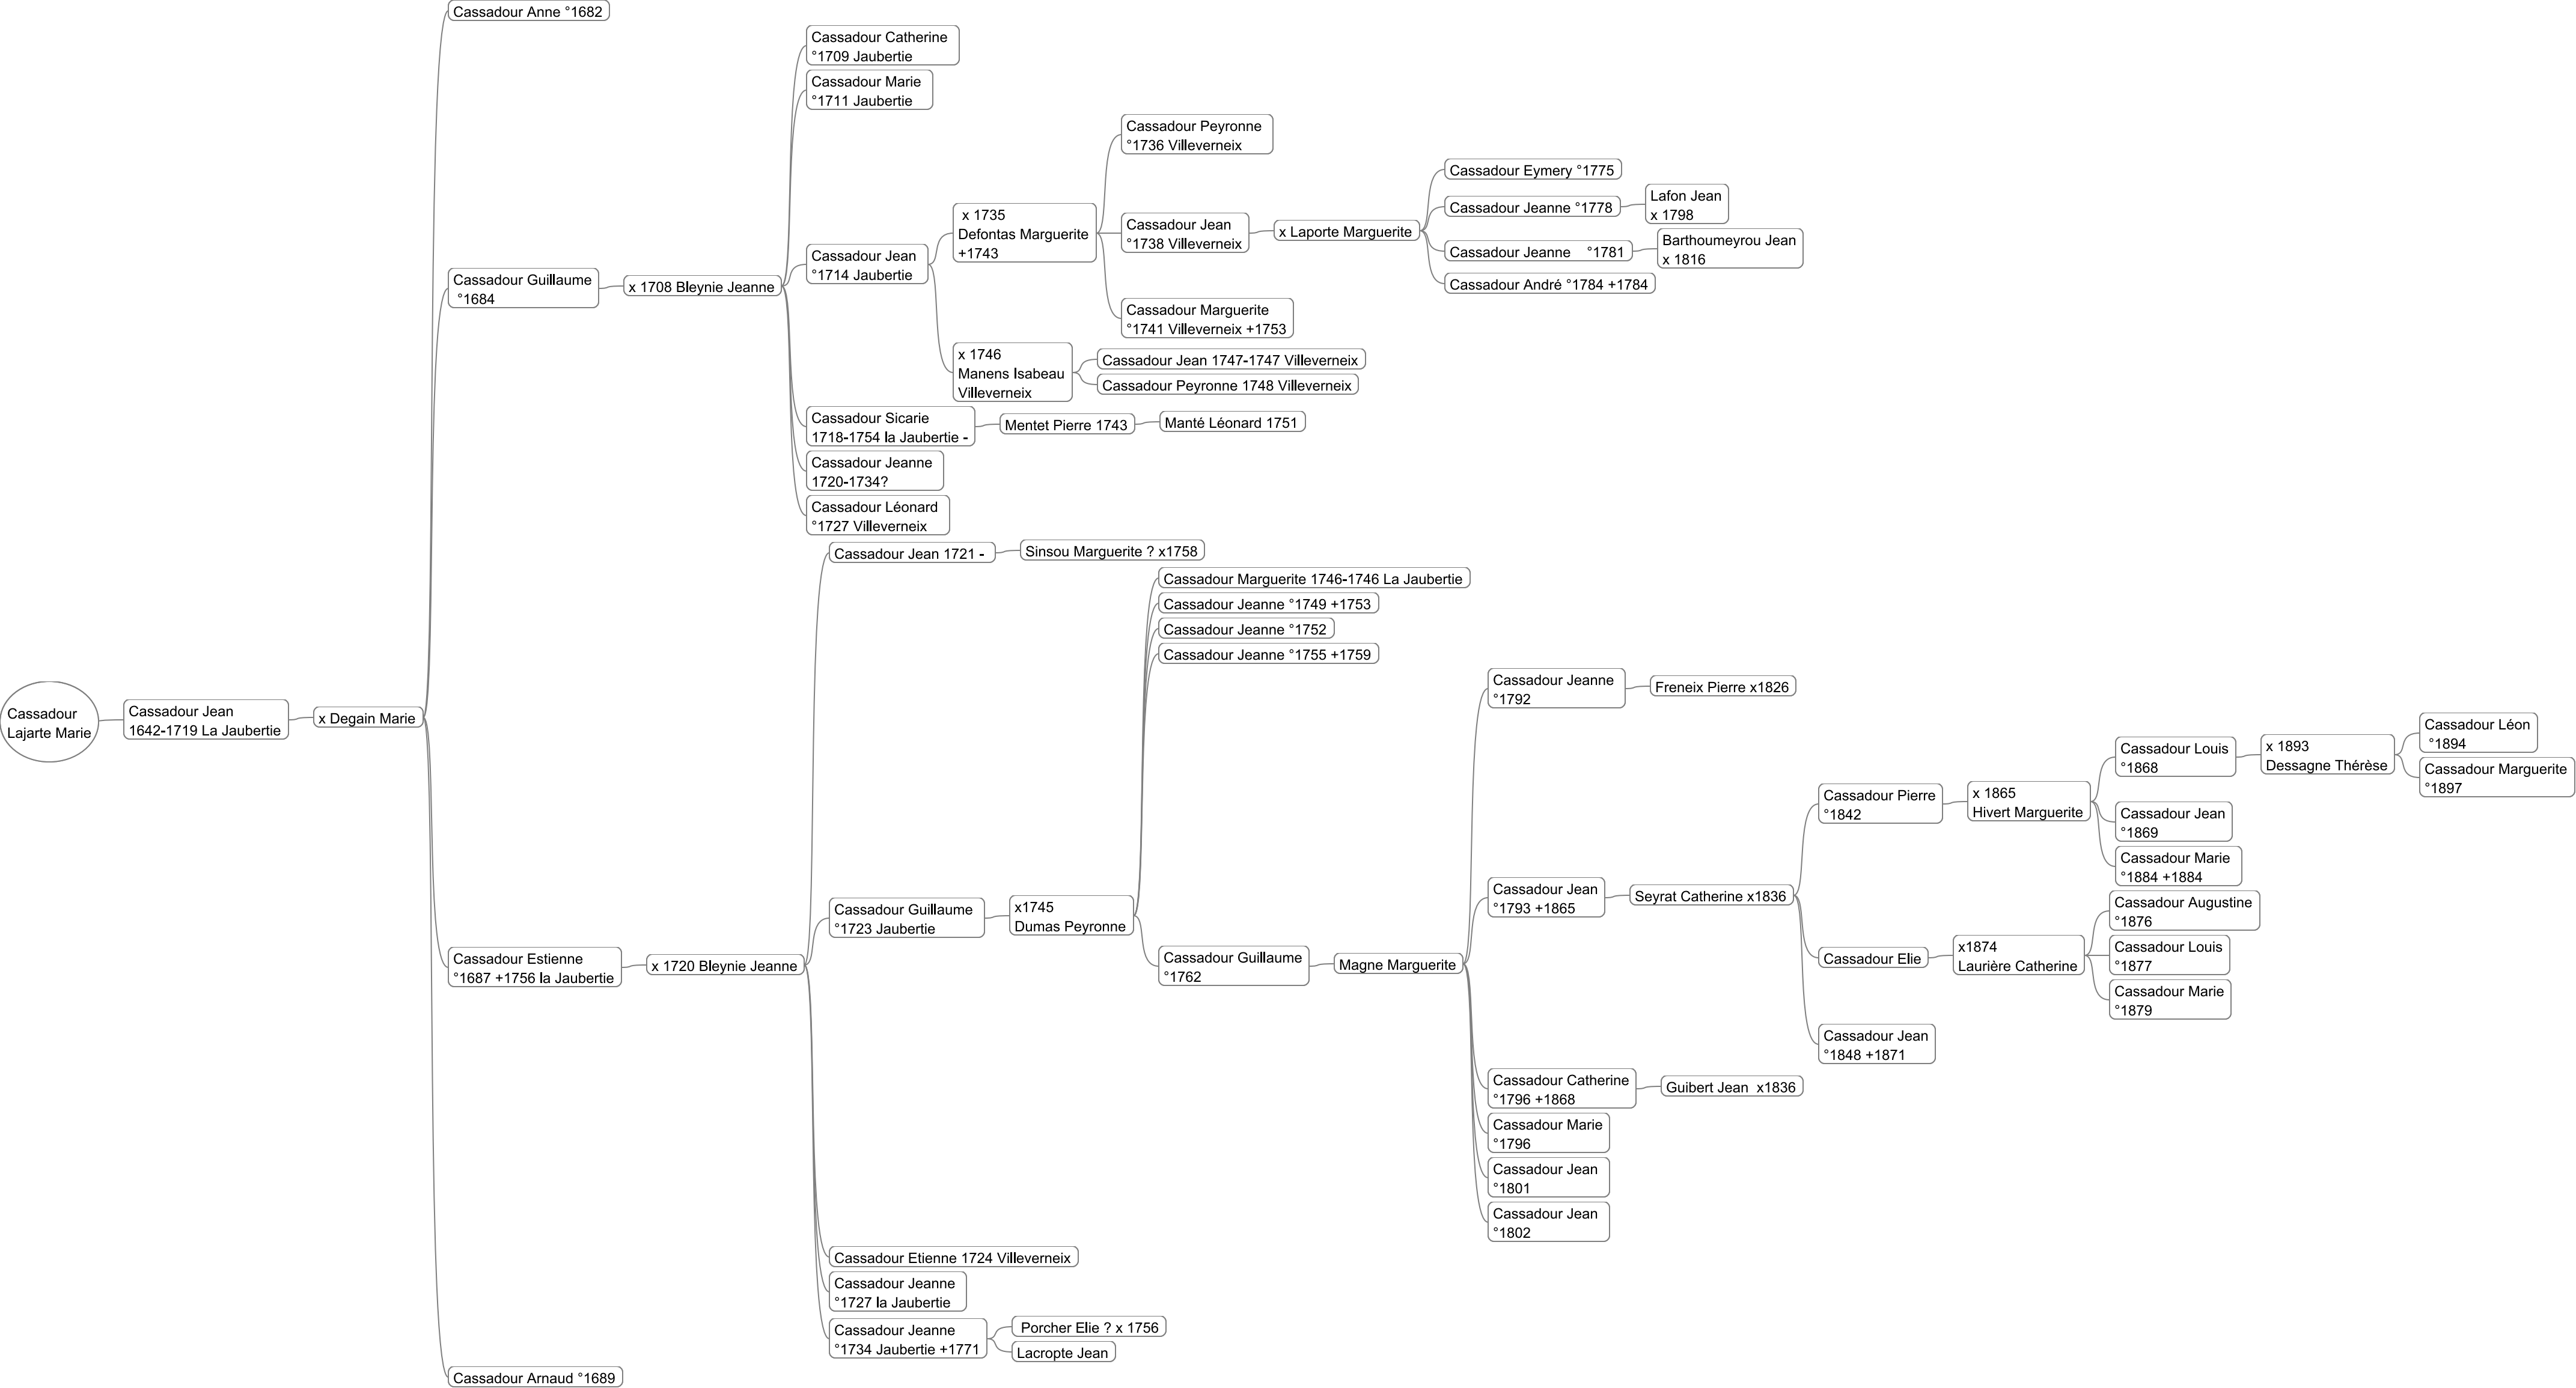 Cassadour
Lajarte Marie
Cassadour Jean
1642-1719 La Jaubertie
x Degain Marie
Cassadour Anne °1682
Cassadour Guillaume
°1684
x 1708 Bleynie Jeanne
Cassadour Catherine
°1709 Jaubertie
Cassadour Marie
°1711 Jaubertie
Cassadour Jean
°1714 Jaubertie
x 1735
Defontas Marguerite
+1743
Cassadour Peyronne
°1736 Villeverneix
Cassadour Jean
°1738 Villeverneix
x Laporte Marguerite
Cassadour Eymery °1775
Cassadour Jeanne °1778
Lafon Jean
x 1798
Cassadour Jeanne    °1781
Barthoumeyrou Jean
x 1816
Cassadour André °1784 +1784
Cassadour Marguerite
°1741 Villeverneix +1753
x 1746
Manens Isabeau
Villeverneix
Cassadour Jean 1747-1747 Villeverneix
Cassadour Peyronne 1748 Villeverneix
Cassadour Sicarie
1718-1754 la Jaubertie -
Mentet Pierre 1743
Manté Léonard 1751
Cassadour Jeanne
1720-1734?
Cassadour Léonard
°1727 Villeverneix
Cassadour Estienne
°1687 +1756 la Jaubertie
x 1720 Bleynie Jeanne
Cassadour Jean 1721 -
Sinsou Marguerite ? x1758
Cassadour Guillaume
°1723 Jaubertie
x1745
Dumas Peyronne
Cassadour Marguerite 1746-1746 La Jaubertie
Cassadour Jeanne °1749 +1753
Cassadour Jeanne °1752
Cassadour Jeanne °1755 +1759
Cassadour Guillaume
°1762
Magne Marguerite
Cassadour Jeanne
°1792
Freneix Pierre x1826
Cassadour Jean
°1793 +1865
Seyrat Catherine x1836
Cassadour Pierre
°1842
x 1865
Hivert Marguerite
Cassadour Louis
°1868
x 1893
Dessagne Thérèse
Cassadour Léon
°1894
Cassadour Marguerite
°1897
Cassadour Jean
°1869
Cassadour Marie
°1884 +1884
Cassadour Elie
x1874
Laurière Catherine
Cassadour Augustine
°1876
Cassadour Louis
°1877
Cassadour Marie
°1879
Cassadour Jean
°1848 +1871
Cassadour Catherine
°1796 +1868
Guibert Jean  x1836
Cassadour Marie
°1796
Cassadour Jean
°1801
Cassadour Jean
°1802
Cassadour Etienne 1724 Villeverneix
Cassadour Jeanne
°1727 la Jaubertie
Cassadour Jeanne
°1734 Jaubertie +1771
Porcher Elie ? x 1756
Lacropte Jean
Cassadour Arnaud °1689